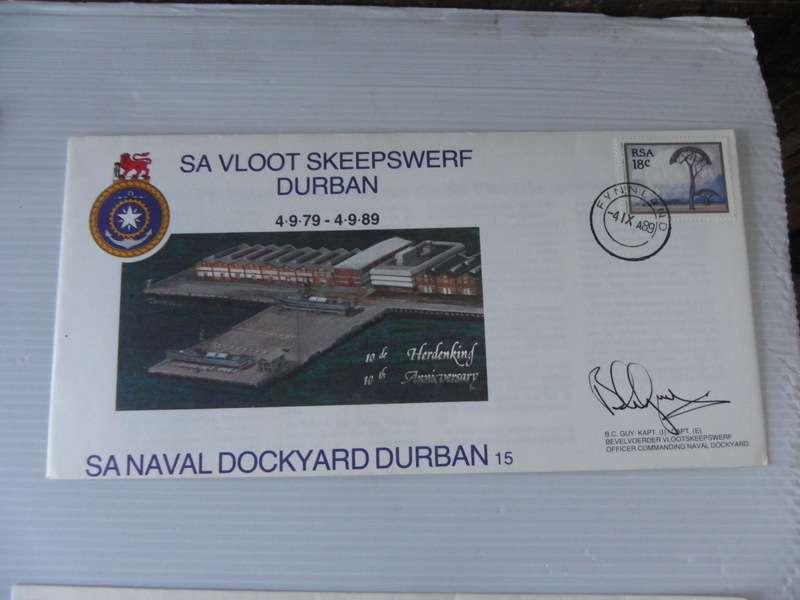 SA VLOOT SKEEPSWERF
DURBAN
4·9·79 - 4·9·89
RSA
18c
FYNNLAND
-4 IX A89
10 de Herdenking
10 th Anniversary
B.C. GUY: KAPT. (I) CAPT. (E)
BEVELVOERDER VLOOTSKEEPSWERF
OFFICER COMMANDING NAVAL DOCKYARD
SA NAVAL DOCKYARD DURBAN 15